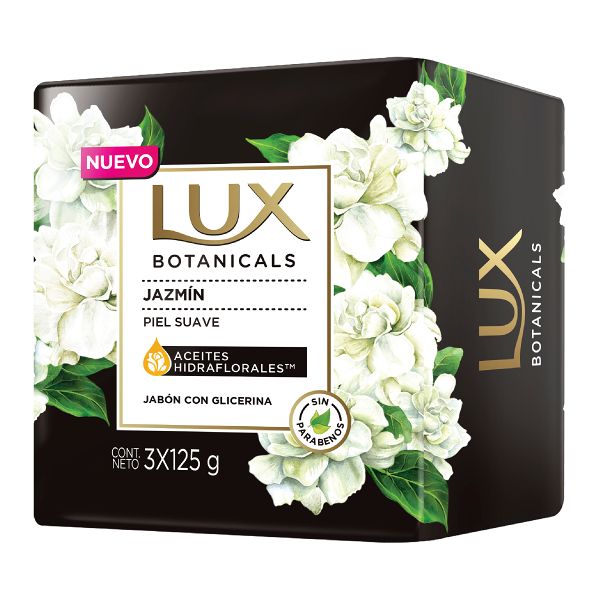 NUEVO
LUX
BOTANICALS
JAZMÍN
PIEL SUAVE
ACEITES
HIDRAFLORALES™
JABÓN CON GLICERINA
SIN
PARABENOS
CONT.
NETO 3X125 g
LUX
BOTANICALS